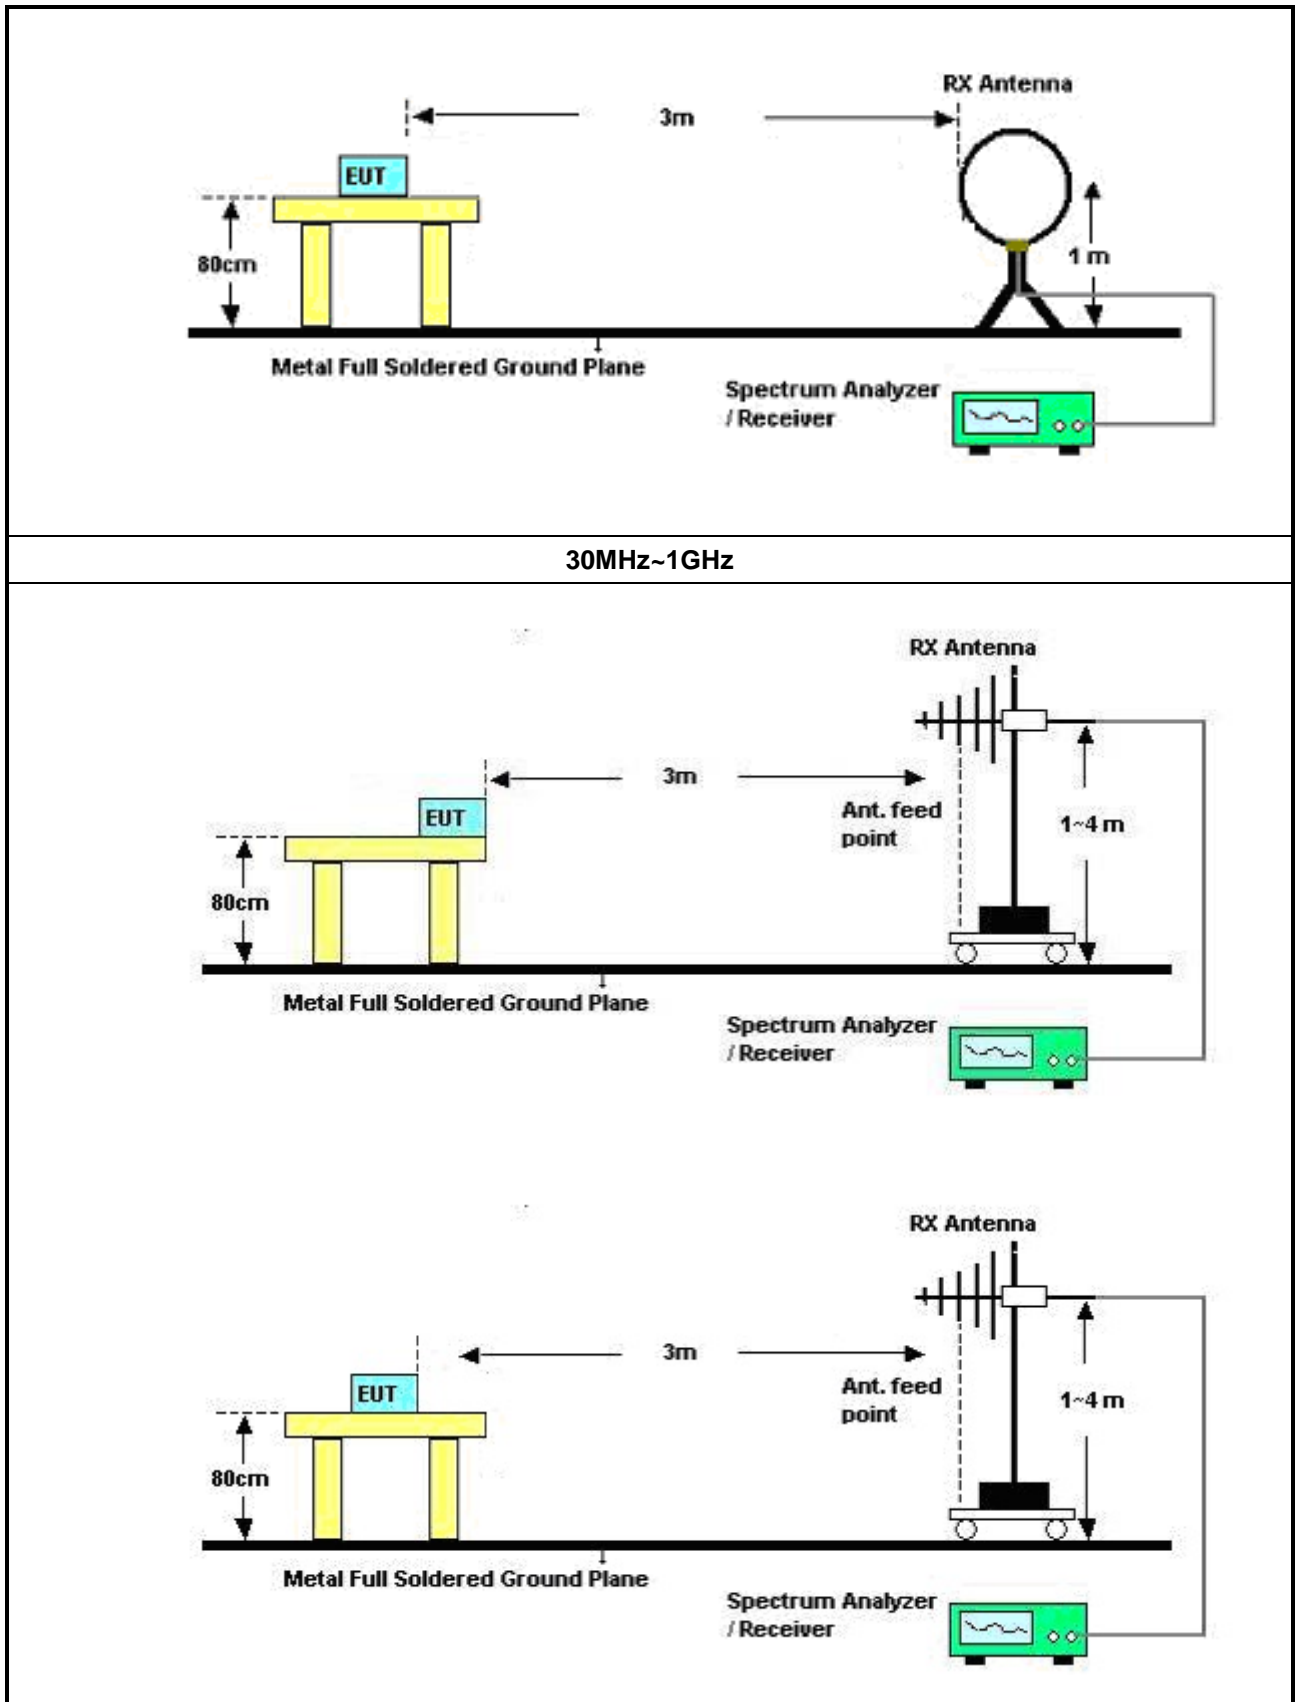 RX Antenna
3m
EUT
80cm
1 m
Metal Full Soldered Ground Plane
Spectrum Analyzer
/ Receiver
30MHz~1GHz
RX Antenna
3m
EUT
Ant. feed
point
1~4 m
80cm
Metal Full Soldered Ground Plane
Spectrum Analyzer
/ Receiver
RX Antenna
3m
EUT
Ant. feed
point
1~4 m
80cm
Metal Full Soldered Ground Plane
Spectrum Analyzer
/ Receiver